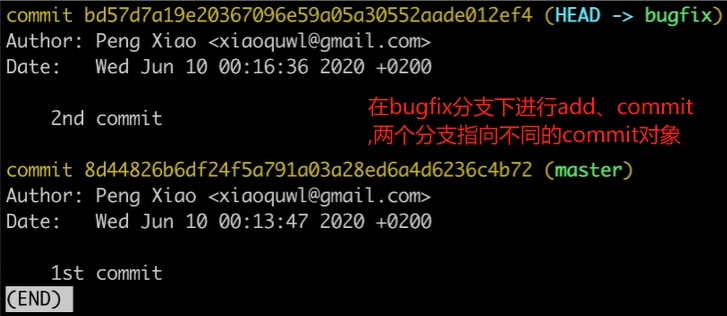 commit bd57d7a19e20367096e59a05a30552aade012ef4 (HEAD -> bugfix)
Author: Peng Xiao <xiaoquwl@gmail.com>
Date:   Wed Jun 10 00:16:36 2020 +0200
2nd commit
在bugfix分支下进行add、commit
,两个分支指向不同的commit对象
commit 8d44826b6df24f5a791a03a28ed6a4d6236c4b72 (master)
Author: Peng Xiao <xiaoquwl@gmail.com>
Date:   Wed Jun 10 00:13:47 2020 +0200
1st commit
(END)